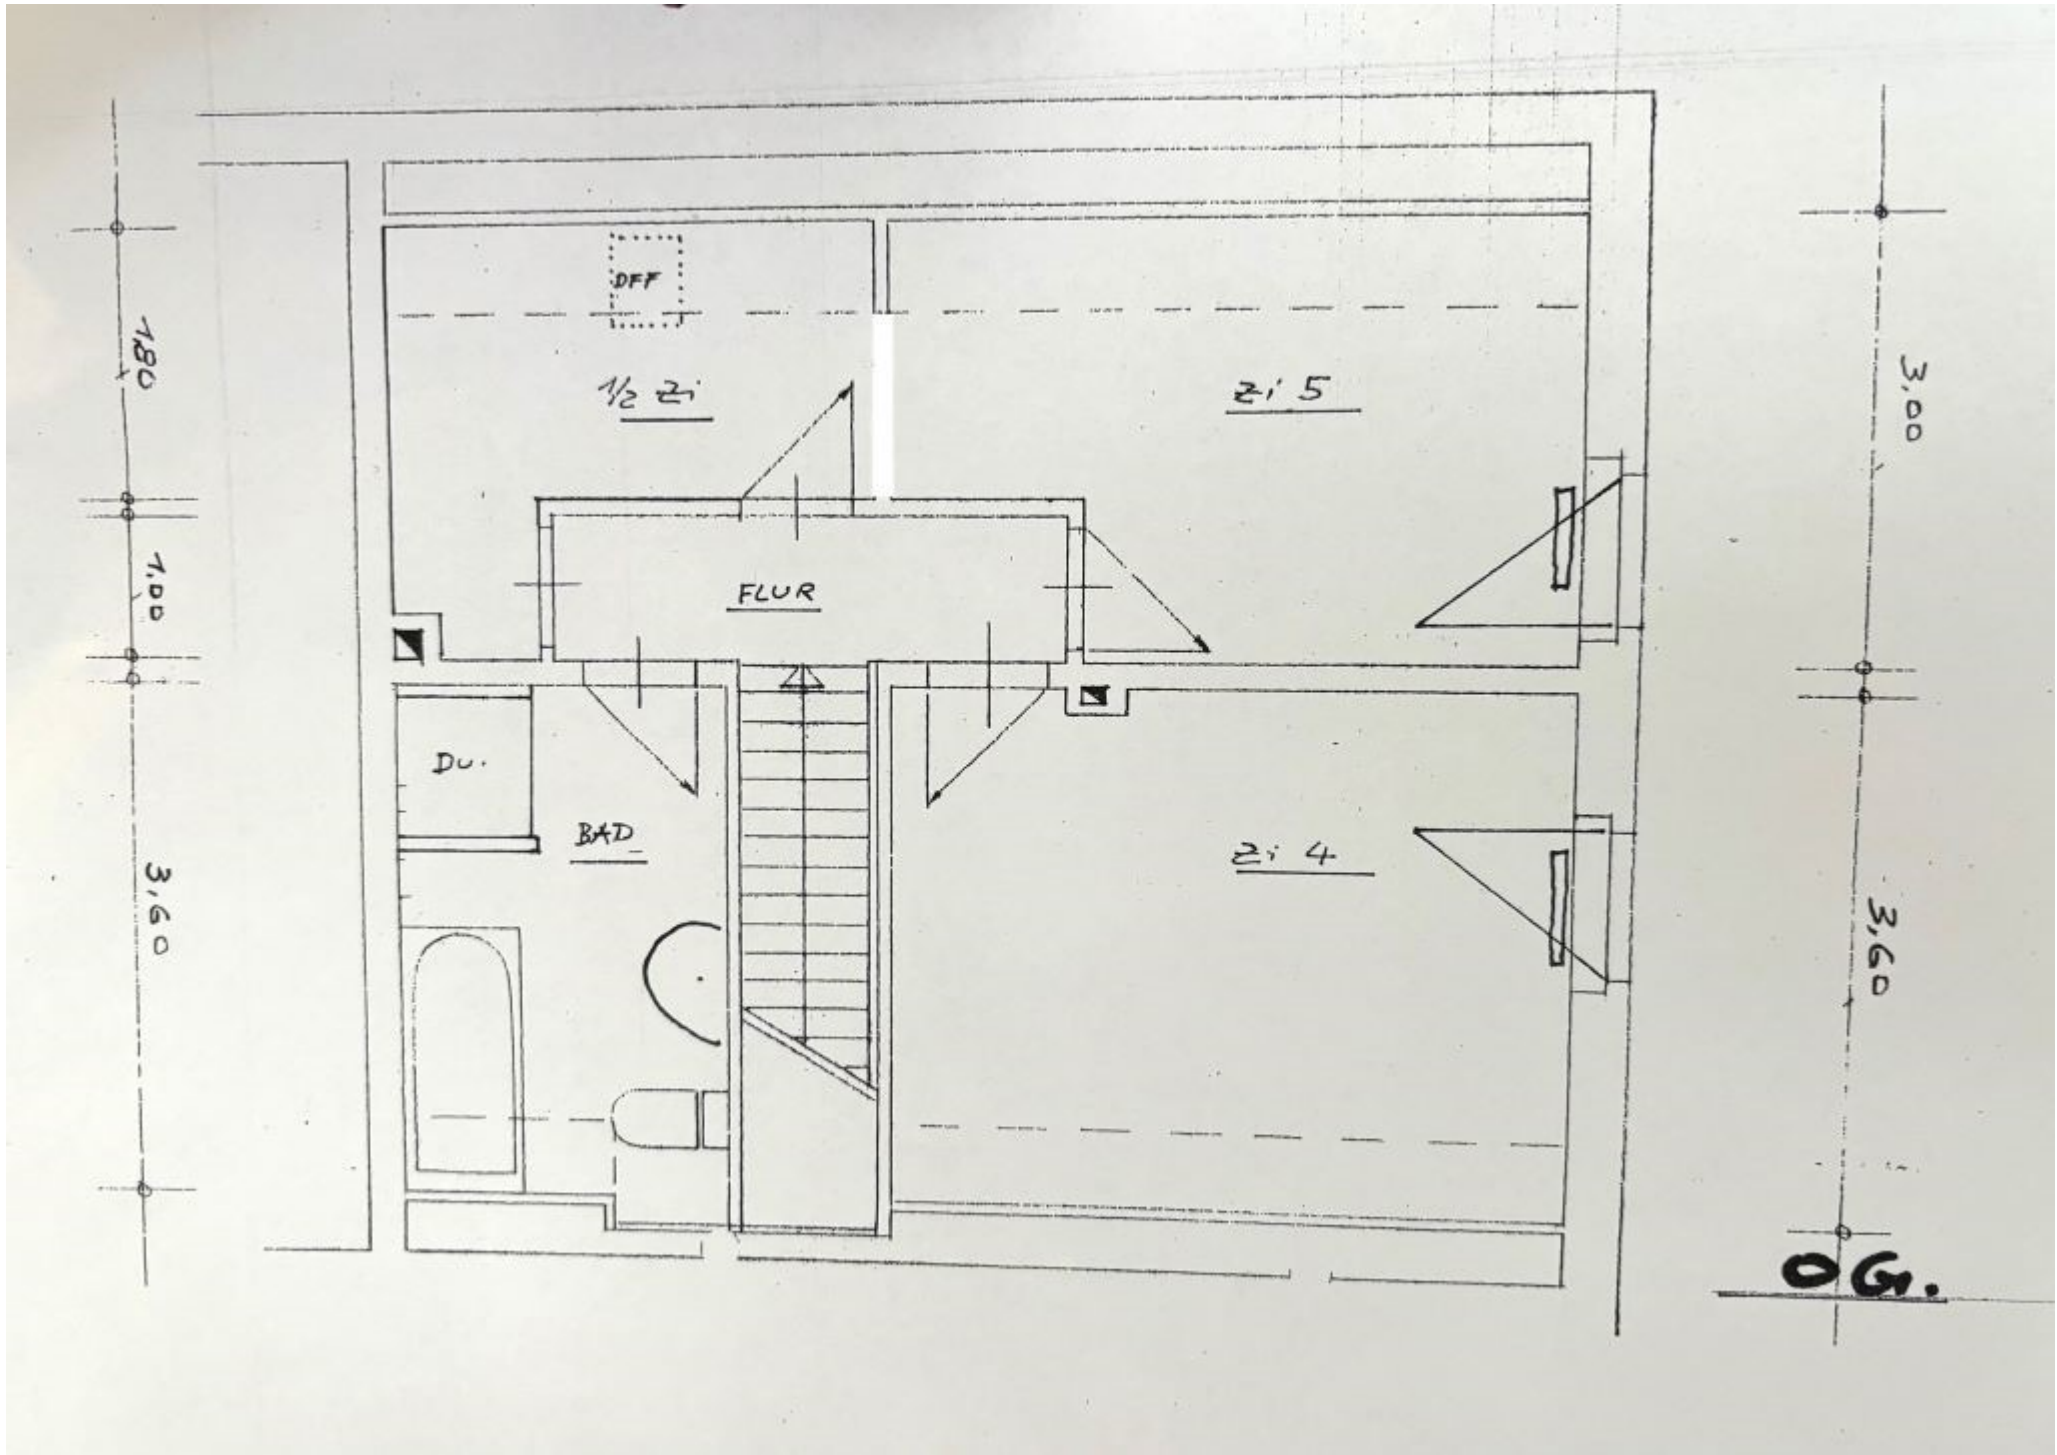 DFF
1/2 Zi
Zi 5
1,80
3,00
1,00
FLUR
DU.
BAD
Zi 4
3,60
3,60
OG.